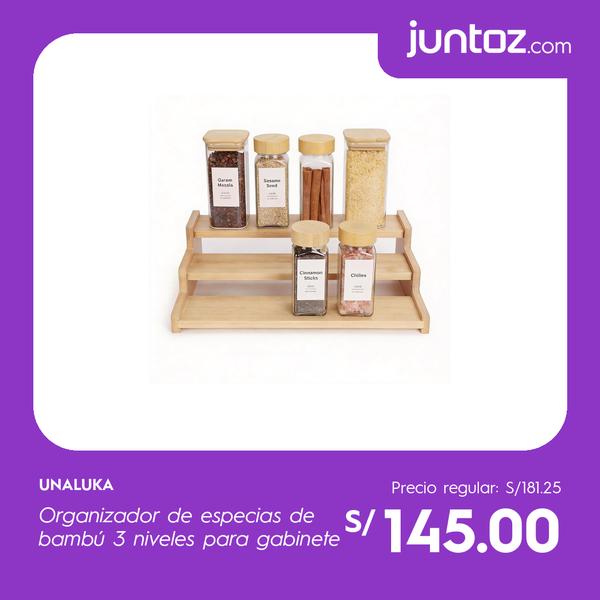 juntoz.com
Garam
Masala
Sesame
Seed
Cinnamon
Sticks
Chilies
UNALUKA
Precio regular: S/181.25
Organizador de especias de
bambú 3 niveles para gabinete
S/145.00